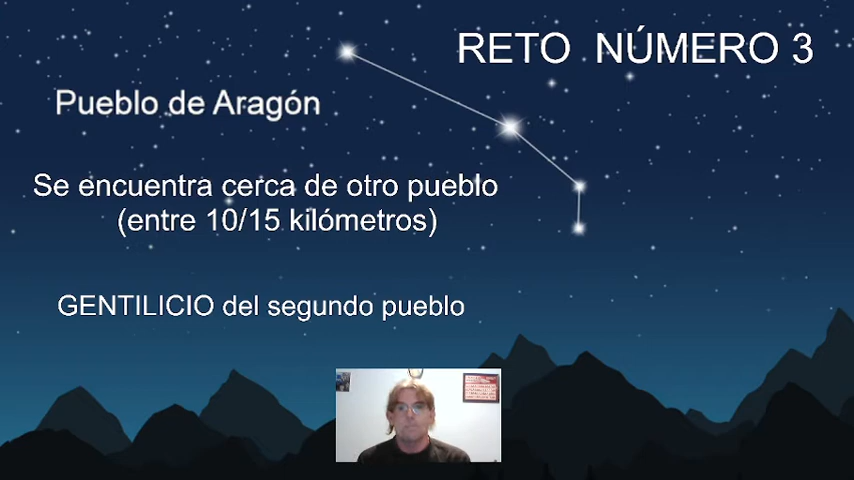 RETO NÚMERO 3
Pueblo de Aragón
Se encuentra cerca de otro pueblo
(entre 10/15 kilómetros)
GENTILICIO del segundo pueblo